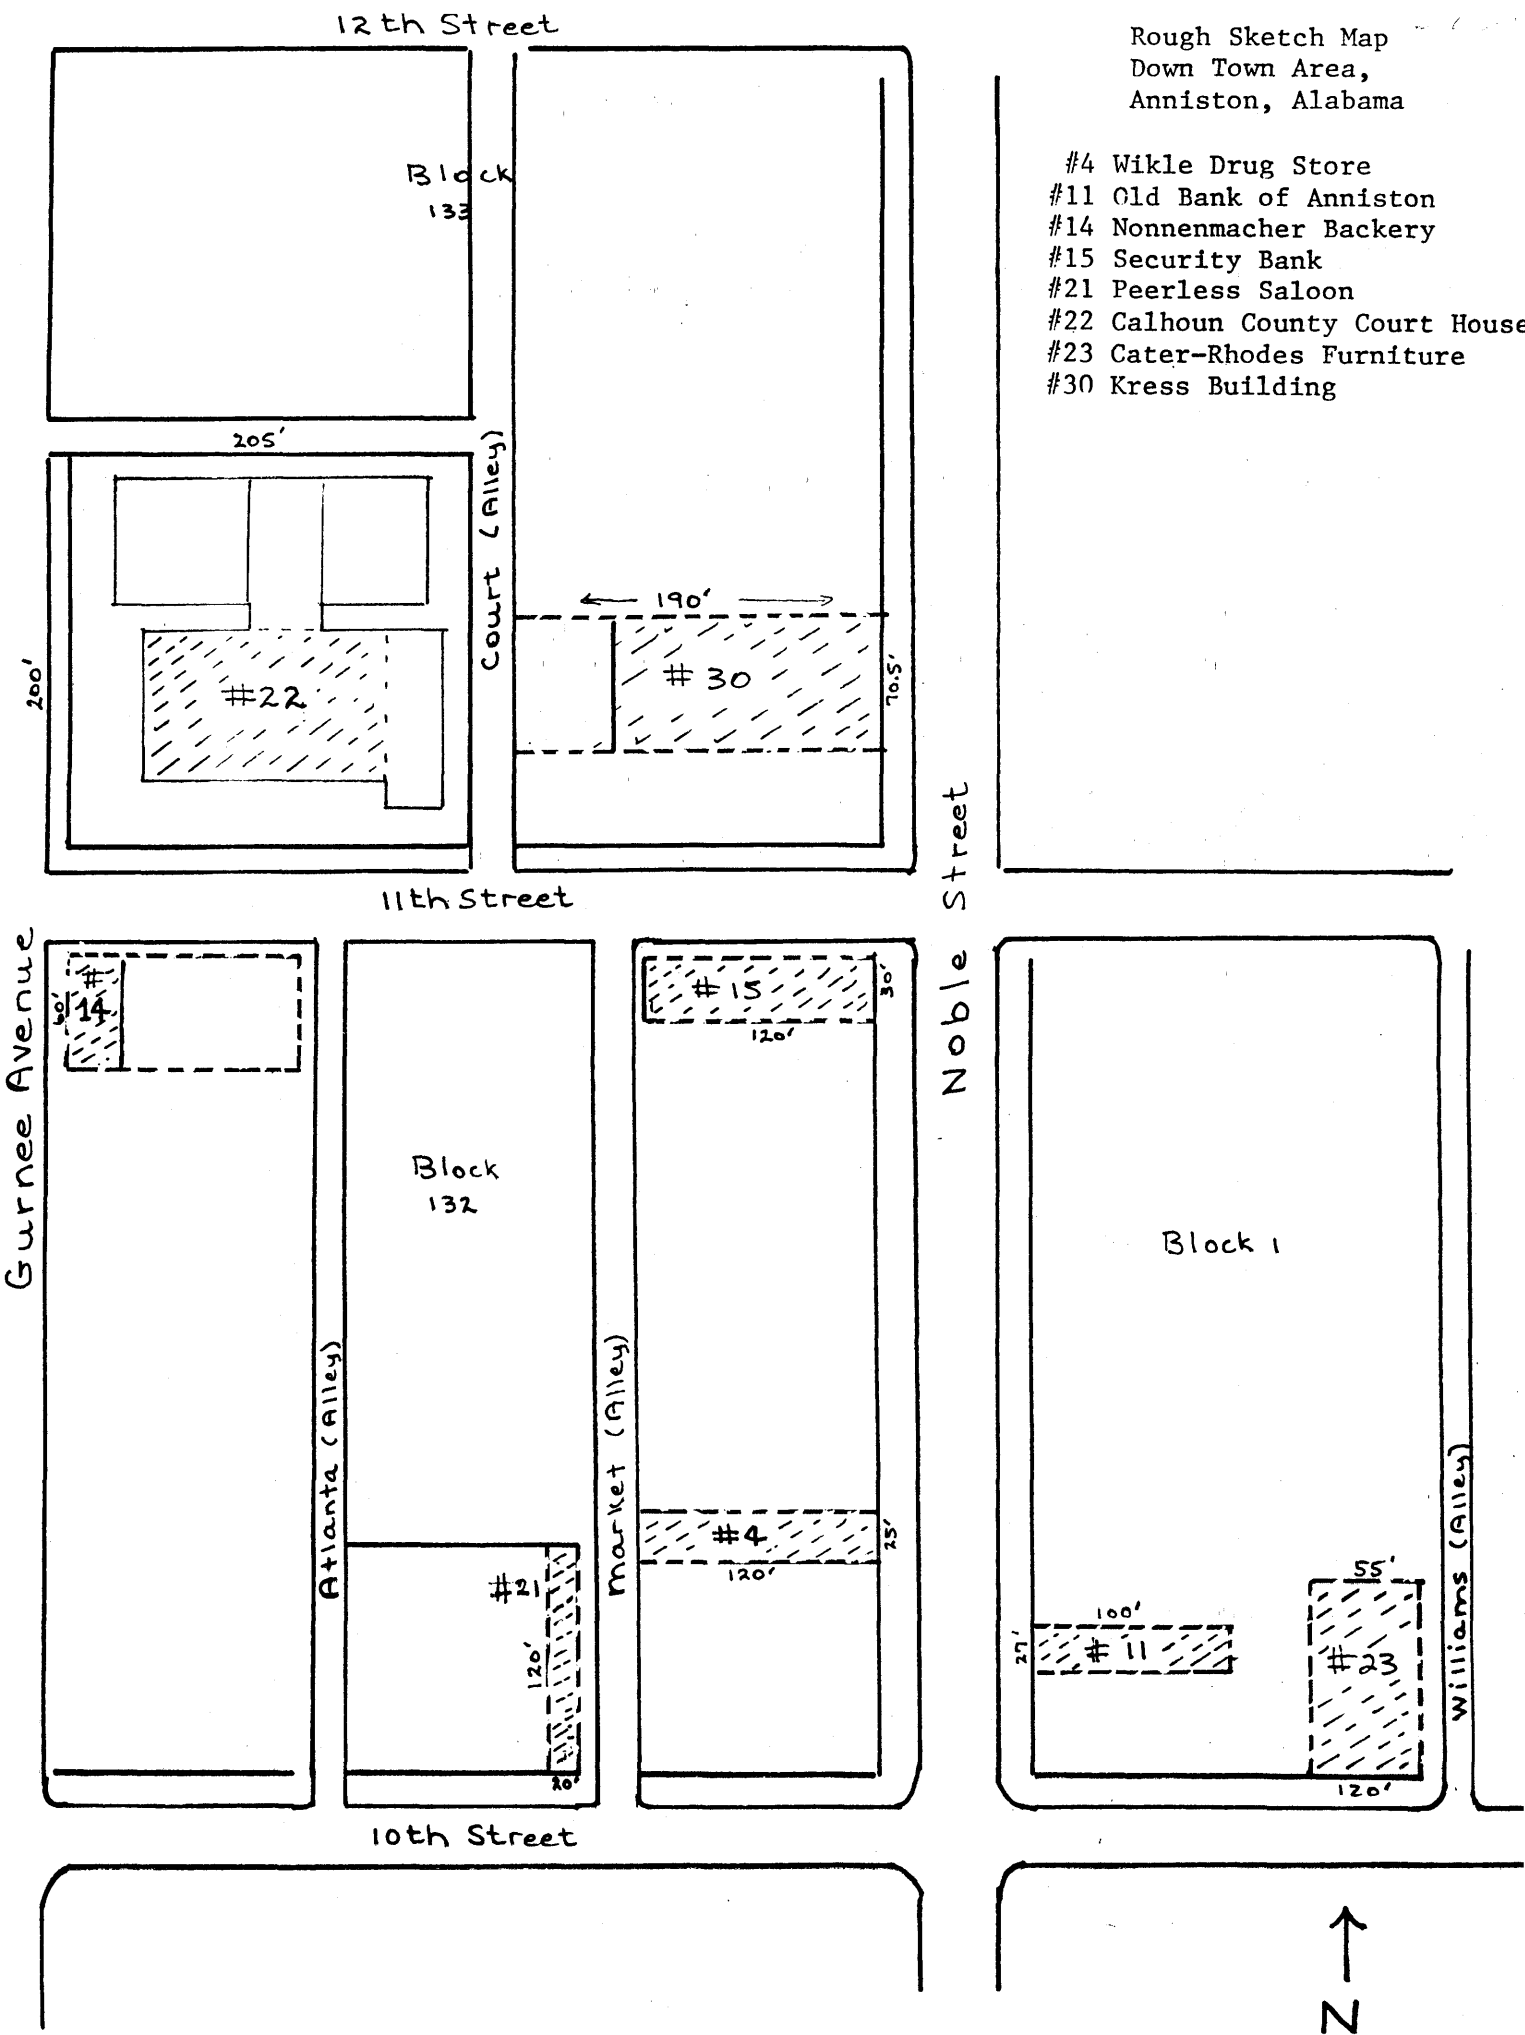 12th Street
Rough Sketch Map
Down Town Area,
Anniston, Alabama
#4 Wikle Drug Store
#11 Old Bank of Anniston
#14 Nonnenmacher Backery
#15 Security Bank
#21 Peerless Saloon
#22 Calhoun County Court House
#23 Cater-Rhodes Furniture
#30 Kress Building
Block
133
205'
Court (Alley)
190'
#30
70.5'
#22
200'
11th Street
Noble Street
Gurnee Avenue
#
14
60'
#15
30'
120'
Block
132
Block 1
Atlanta (Alley)
Market (Alley)
#4
25'
120'
#21
120'
20'
100'
27'
#11
55'
#23
120'
Williams (Alley)
10th Street
N